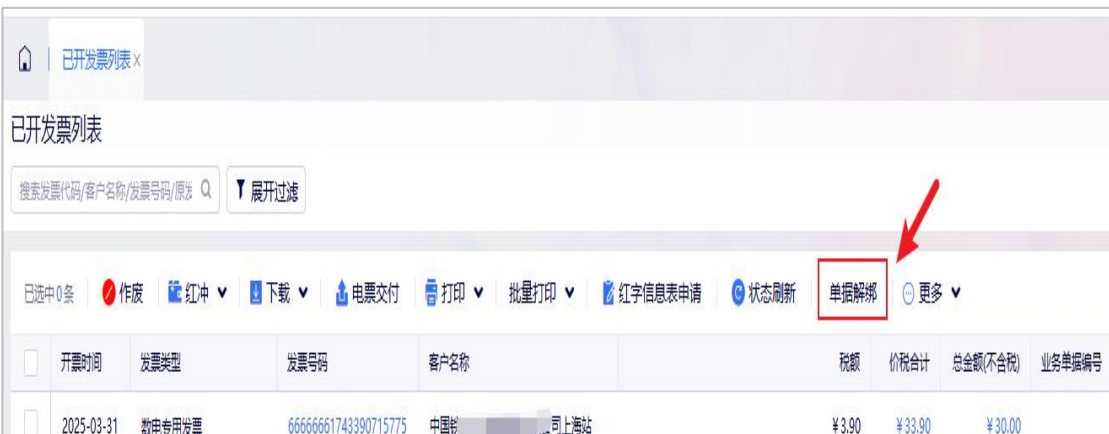 已开发票列表×
已开发票列表
搜索发票代码/客户名称/发票号码/原发
展开过滤
已选中0条 作废 红冲 下载 电票交付 打印 批量打印 红字信息表申请 状态刷新 单据解绑 更多
开票时间 发票类型 发票号码 客户名称 税额 价税合计 总金额(不含税) 业务单据编号
2025-03-31 数电专用发票 66666661743390715775 中国 司上海站 ¥3.90 ¥33.90 ¥30.00